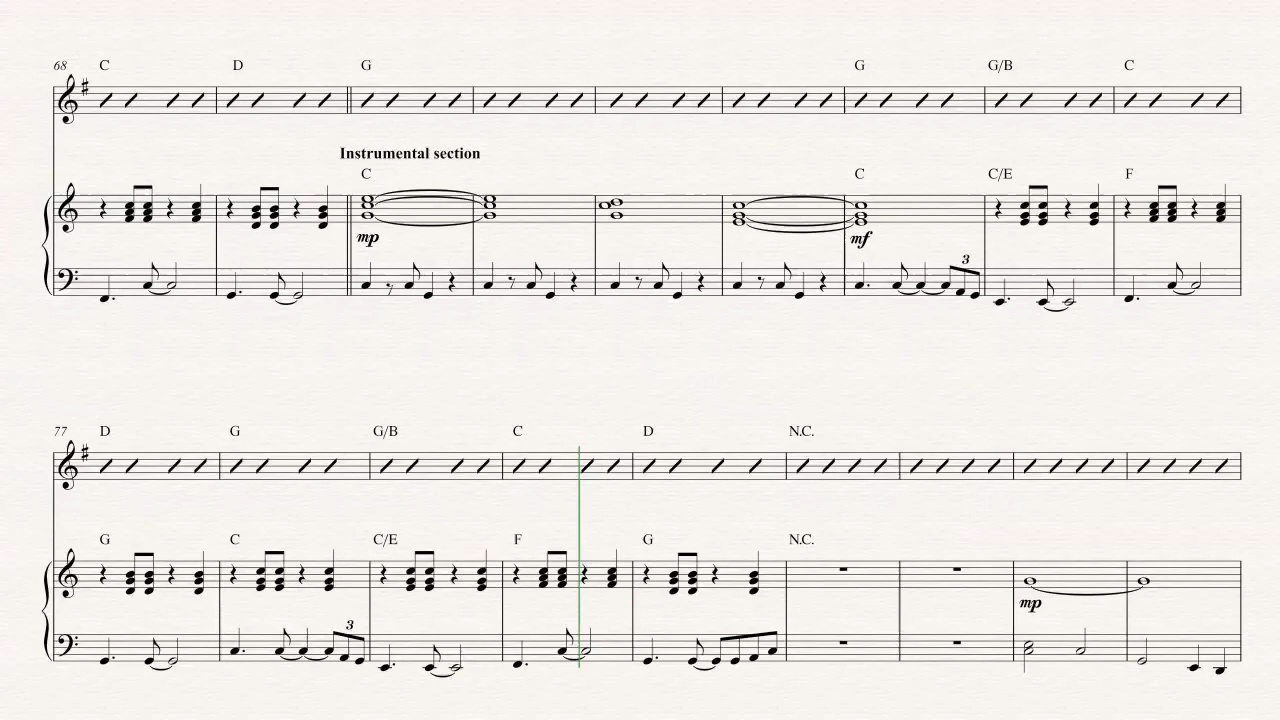 68 C D G G G/B C
Instrumental section
C C C/E F
mp mf
3
77 D G G/B C D N.C.
G C C/E F G N.C.
mp
3